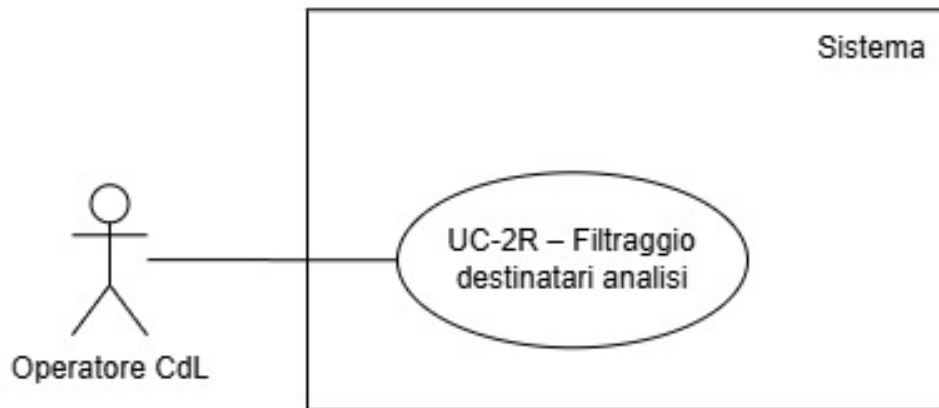 Sistema
UC-2R – Filtraggio
destinatari analisi
Operatore CdL